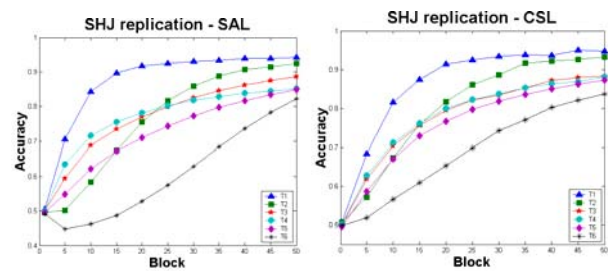 SHJ replication - SAL
1
0.9
0.8
0.7
0.6
0.5
0.4
Accuracy
0 5 10 15 20 25 30 35 40 45 50
Block
T1
T2
T3
T4
T5
T6
SHJ replication - CSL
1
0.9
0.8
0.7
0.6
0.5
Accuracy
0 5 10 15 20 25 30 35 40 45 50
Block
T1
T2
T3
T4
T5
T6